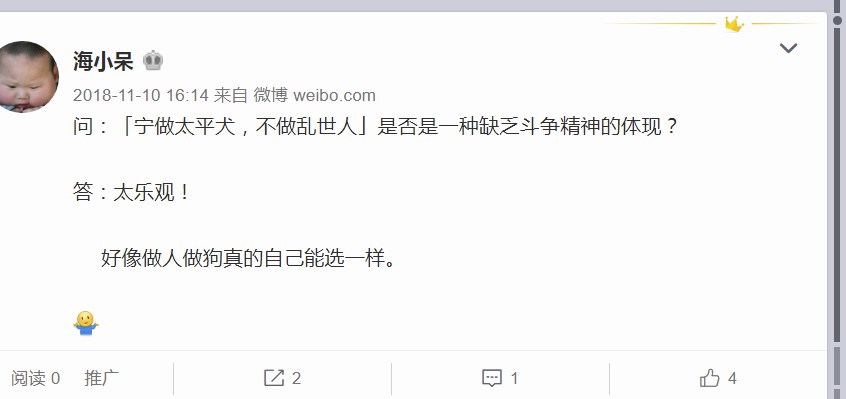 海小呆
2018-11-10 16:14 来自 微博 weibo.com
问：「宁做太平犬，不做乱世人」是否是一种缺乏斗争精神的体现？
答：太乐观！
好像做人做狗真的自己能选一样。
阅读 0 推广 2 1 4